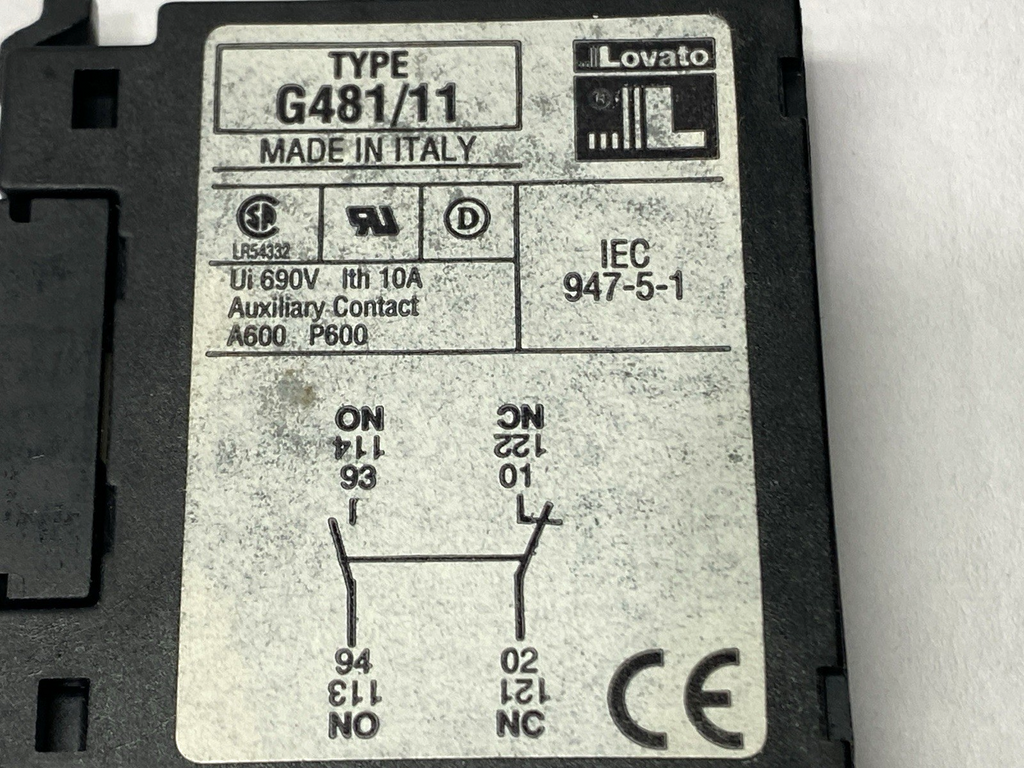 TYPE
G481/11
MADE IN ITALY
Lovato
®
LR54332
D
IEC
947-5-1
Ui 690V Ith 10A
Auxiliary Contact
A600 P600
NO NC
114 122
93 01
94 02
113 121
NO NC
CE